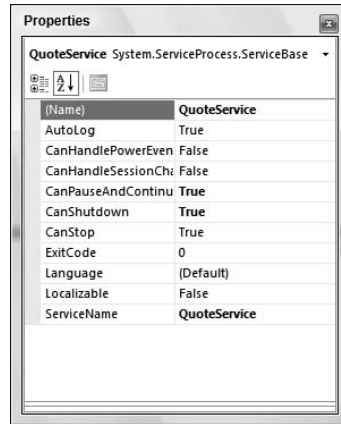 Properties
QuoteService System.ServiceProcess.ServiceBase
(Name) QuoteService
AutoLog True
CanHandlePowerEven False
CanHandleSessionCha False
CanPauseAndContinu True
CanShutdown True
CanStop True
ExitCode 0
Language (Default)
Localizable False
ServiceName QuoteService